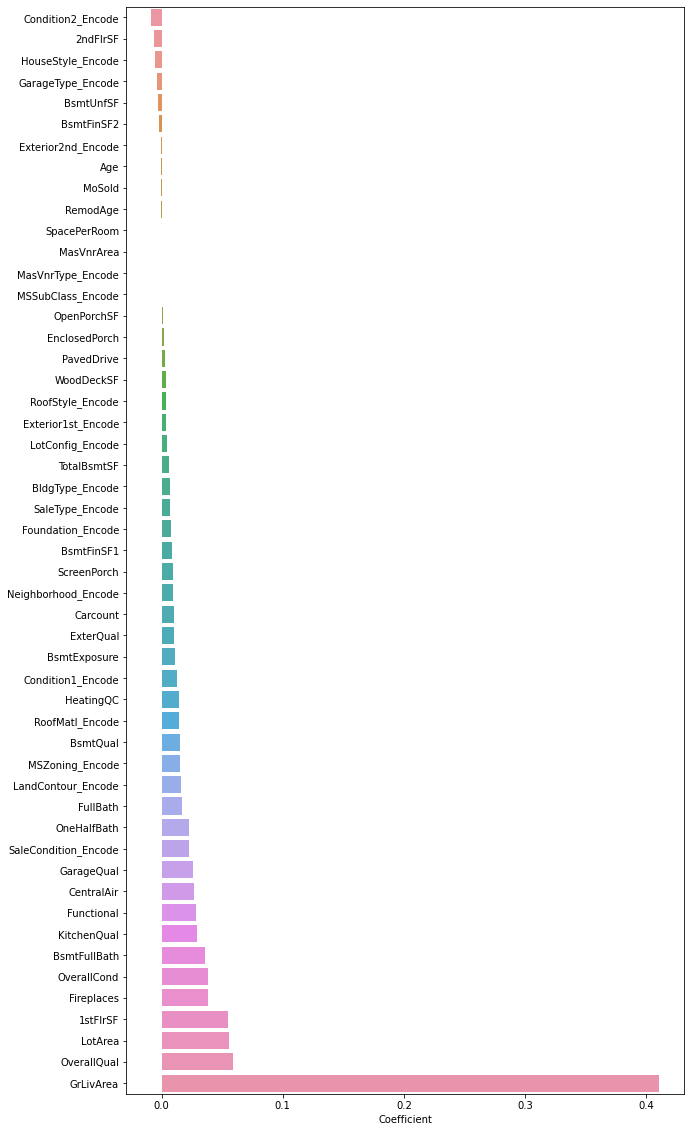 Condition2_Encode
2ndFlrSF
HouseStyle_Encode
GarageType_Encode
BsmtUnfSF
BsmtFinSF2
Exterior2nd_Encode
Age
MoSold
RemodAge
SpacePerRoom
MasVnrArea
MasVnrType_Encode
MSSubClass_Encode
OpenPorchSF
EnclosedPorch
PavedDrive
WoodDeckSF
RoofStyle_Encode
Exterior1st_Encode
LotConfig_Encode
TotalBsmtSF
BldgType_Encode
SaleType_Encode
Foundation_Encode
BsmtFinSF1
ScreenPorch
Neighborhood_Encode
Carcount
ExterQual
BsmtExposure
Condition1_Encode
HeatingQC
RoofMatl_Encode
BsmtQual
MSZoning_Encode
LandContour_Encode
FullBath
OneHalfBath
SaleCondition_Encode
GarageQual
CentralAir
Functional
KitchenQual
BsmtFullBath
OverallCond
Fireplaces
1stFlrSF
LotArea
OverallQual
GrLivArea
0.0 0.1 0.2 0.3 0.4
Coefficient